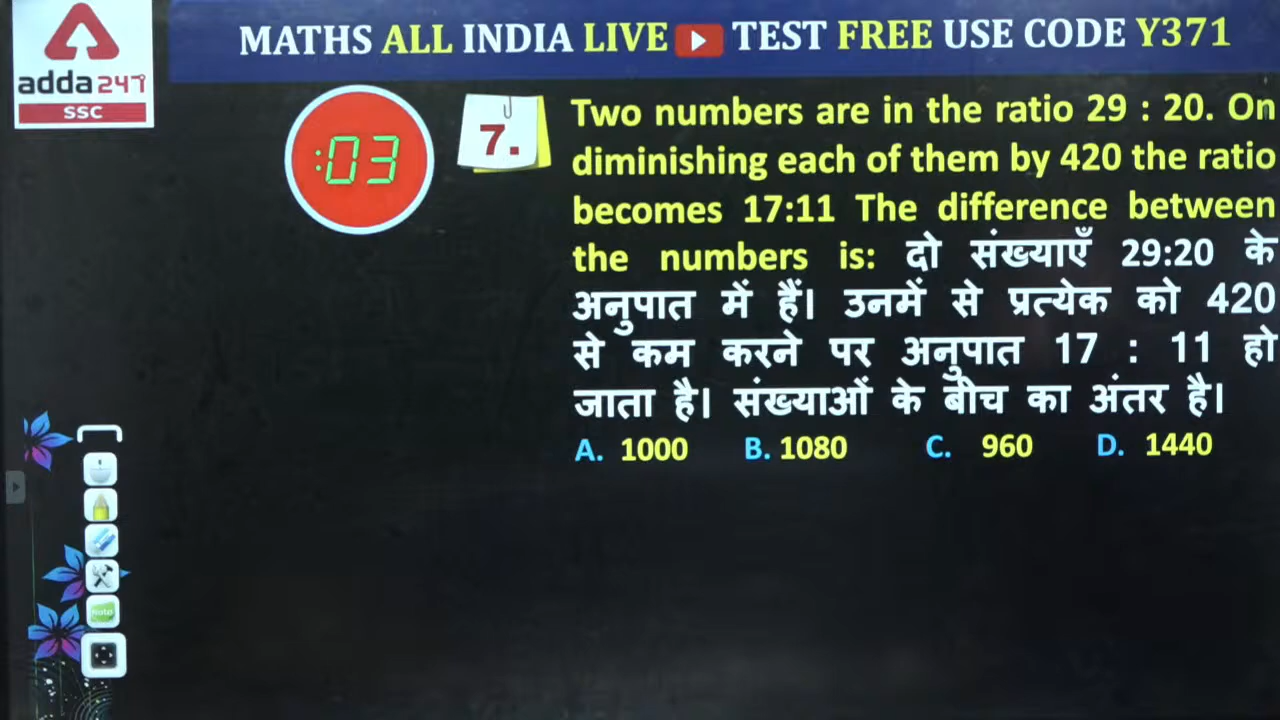 MATHS ALL INDIA LIVE TEST FREE USE CODE Y371
adda247
SSC
:03
7.
Two numbers are in the ratio 29 : 20. On
diminishing each of them by 420 the ratio
becomes 17:11 The difference between
the numbers is: दो संख्याएँ 29:20 के
अनुपात में हैं। उनमें से प्रत्येक को 420
से कम करने पर अनुपात 17 : 11 हो
जाता है। संख्याओं के बीच का अंतर है।
A. 1000 B. 1080 C. 960 D. 1440